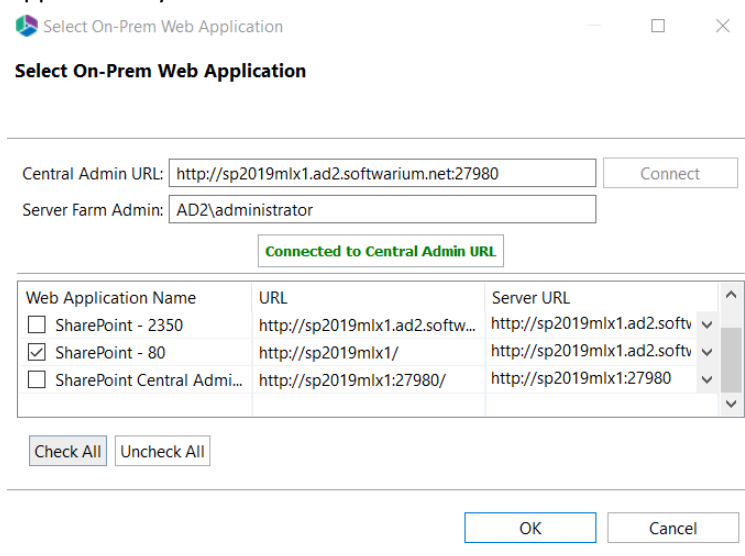 Select On-Prem Web Application
Select On-Prem Web Application
Central Admin URL: http://sp2019mlx1.ad2.softwarium.net:27980 Connect
Server Farm Admin: AD2\administrator
Connected to Central Admin URL
Web Application Name URL Server URL
SharePoint - 2350 http://sp2019mlx1.ad2.softw... http://sp2019mlx1.ad2.softv
SharePoint - 80 http://sp2019mlx1/ http://sp2019mlx1.ad2.softv
SharePoint Central Admi... http://sp2019mlx1:27980/ http://sp2019mlx1:27980
Check All Uncheck All
OK Cancel